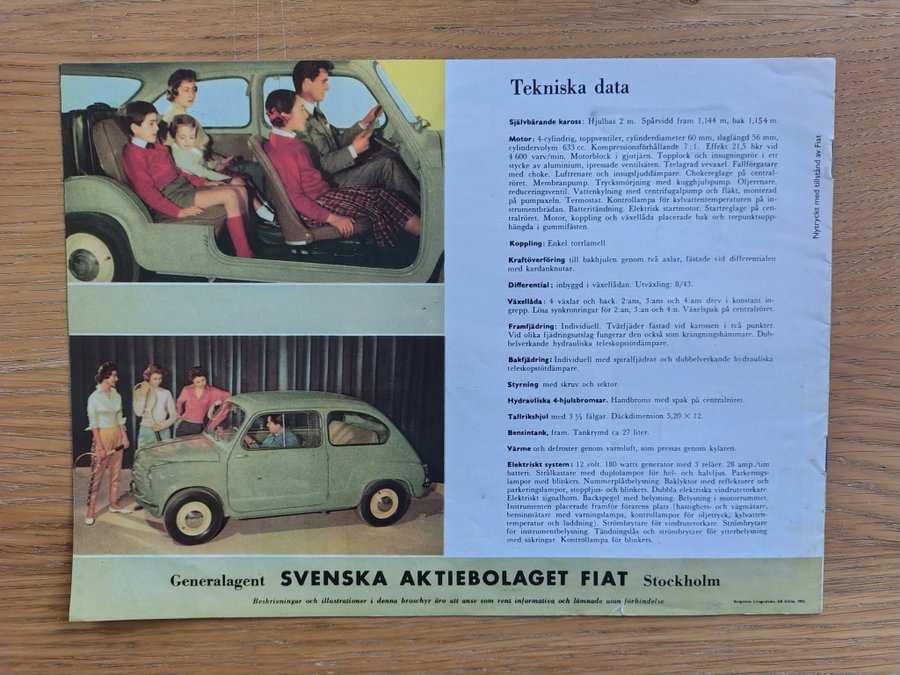 Tekniska data
Självbärande kaross: Hjulbas 2 m. Spårvidd fram 1,144 m, bak 1,154 m.
Motor: 4-cylindrig, toppventiler, cylinderdiameter 60 mm, slaglängd 56 mm,
cylindervolym 633 cc. Kompressionsförhållande 7:1. Effekt 21,5 hkr vid
4 600 varv/min. Motorblock i gjutjärn. Topplock och insugningsrör i ett
stycke av aluminium, ipressade ventilsäten. Trelagrad vevaxel. Fallförgasare
med choke. Luftrenare och insugsljuddämpare. Chokereglage på central-
röret. Membranpump. Trycksmörjning med kugghjulspump. Oljerenare,
reduceringsventil. Vattenkylning med centrifugalpump och fläkt, monterad
på pumpaxeln. Termostat. Kontrollampa för kylvattentemperaturen på in-
strumentbrädan. Batteritändning. Elektrisk startmotor. Startreglage på cen-
tralröret. Motor, koppling och växellåda placerade bak och trepunktsupp-
hängda i gummifästen.
Koppling: Enkel torrlamell.
Kraftöverföring till bakhjulen genom två axlar, fästade vid differentialen
med kardanknutar.
Differential: inbyggd i växellådan. Utväxling: 8/43.
Växellåda: 4 växlar och back. 2:ans, 3:ans och 4:ans drev i konstant in-
grepp. Lösa synkronringar för 2:an, 3:an och 4:n. Växelspak på centralröret.
Framfjädring: Individuell. Tvärfjäder fästad vid karossen i två punkter.
Vid olika fjädringsutslag fungerar den också som krängningshämmare. Dub-
belverkande hydrauliska teleskopstötdämpare.
Bakfjädring: Individuell med spiralfjädrar och dubbelverkande hydrauliska
teleskopstötdämpare.
Styrning med skruv och sektor.
Hydrauliska 4-hjulsbromsar. Handbroms med spak på centralröret.
Tallrikshjul med 3 ½ fälgar. Däckdimension 5,20 × 12.
Bensintank, fram. Tankrymd ca 27 liter.
Värme och defroster genom varmluft, som pressas genom kylaren.
Elektriskt system: 12 volt. 180 watts generator med 3 reläer. 28 amp./tim
batteri. Strålkastare med duplolampor för hel- och halvljus. Parkerings-
lampor med blinkers. Nummerplåtbelysning. Baklyktor med reflektorer och
parkeringslampor, stoppljus- och blinkers. Dubbla elektriska vindrutetorkare.
Elektriskt signalhorn. Backspegel med belysning. Belysning i motorrummet.
Instrumenten placerade framför förarens plats (hastighets- och vägmätare,
bensinmätare med varningslampa, kontrollampor för oljetryck, kylvatten-
temperatur och laddning). Strömbrytare för vindrutetorkare. Strömbrytare
för instrumentbelysning. Tändningslås och strömbrytare för ytterbelysning
med säkringar. Kontrollampa för blinkers.
Nytryckt med tillstånd av Fiat
Generalagent SVENSKA AKTIEBOLAGET FIAT Stockholm
Beskrivningar och illustrationer i denna broschyr äro att anse som rent informativa och lämnade utan förbindelse